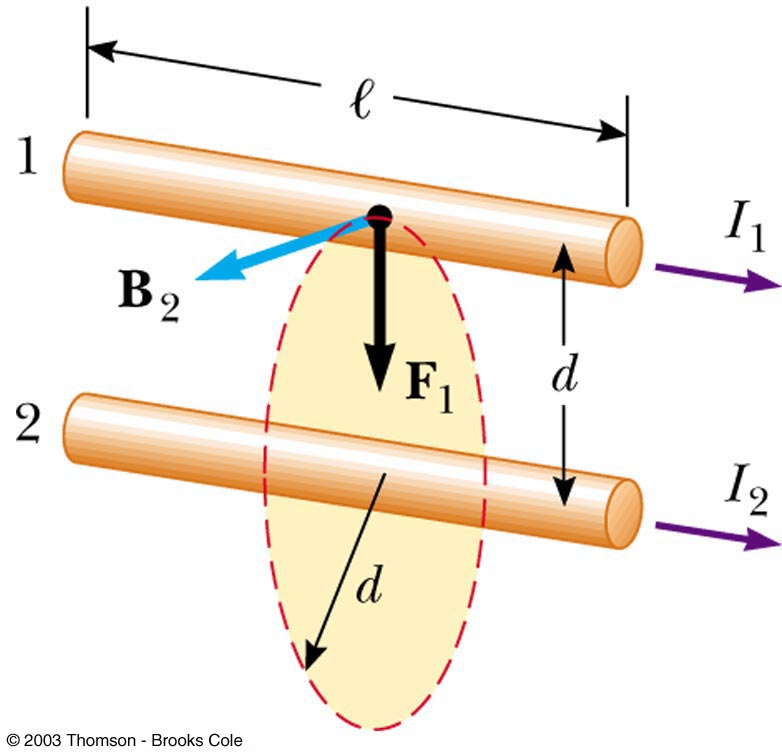 ℓ
1
I₁
B₂
d
F₁
2
I₂
d
© 2003 Thomson - Brooks Cole